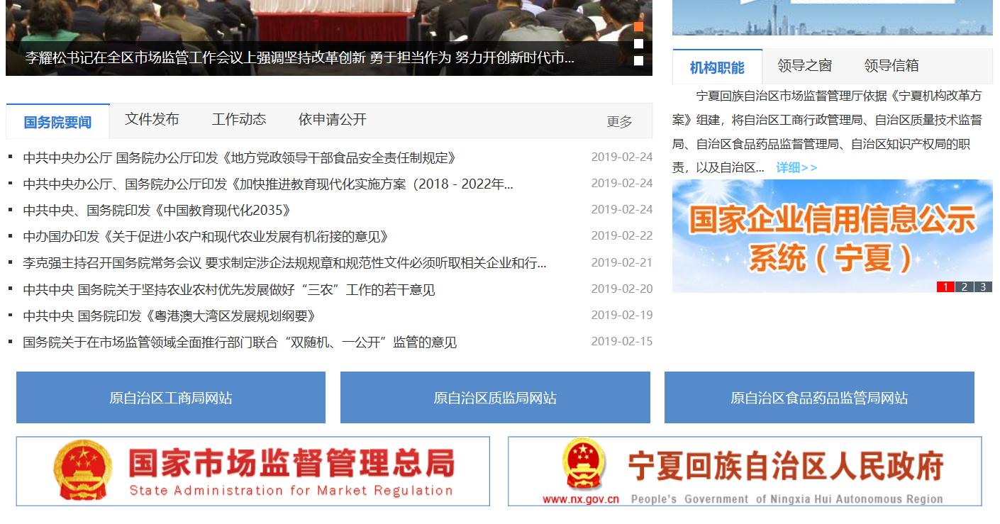 李耀松书记在全区市场监管工作会议上强调坚持改革创新 勇于担当作为 努力开创新时代市...
国务院要闻 文件发布 工作动态 依申请公开 更多
中共中央办公厅 国务院办公厅印发《地方党政领导干部食品安全责任制规定》 2019-02-24
中共中央办公厅、国务院办公厅印发《加快推进教育现代化实施方案（2018－2022年... 2019-02-24
中共中央、国务院印发《中国教育现代化2035》 2019-02-24
中办国办印发《关于促进小农户和现代农业发展有机衔接的意见》 2019-02-22
李克强主持召开国务院常务会议 要求制定涉企法规规章和规范性文件必须听取相关企业和行... 2019-02-21
中共中央 国务院关于坚持农业农村优先发展做好“三农”工作的若干意见 2019-02-20
中共中央 国务院印发《粤港澳大湾区发展规划纲要》 2019-02-19
国务院关于在市场监管领域全面推行部门联合“双随机、一公开”监管的意见 2019-02-15
机构职能 领导之窗 领导信箱
宁夏回族自治区市场监督管理厅依据《宁夏机构改革方
案》组建，将自治区工商行政管理局、自治区质量技术监督
局、自治区食品药品监督管理局、自治区知识产权局的职
责，以及自治区... 详细>>
国家企业信用信息公示
系统（宁夏）
1 2 3
原自治区工商局网站 原自治区质监局网站 原自治区食品药品监管局网站
国家市场监督管理总局
State Administration for Market Regulation
宁夏回族自治区人民政府
www.nx.gov.cn People's Government of Ningxia Hui Autonomous Region